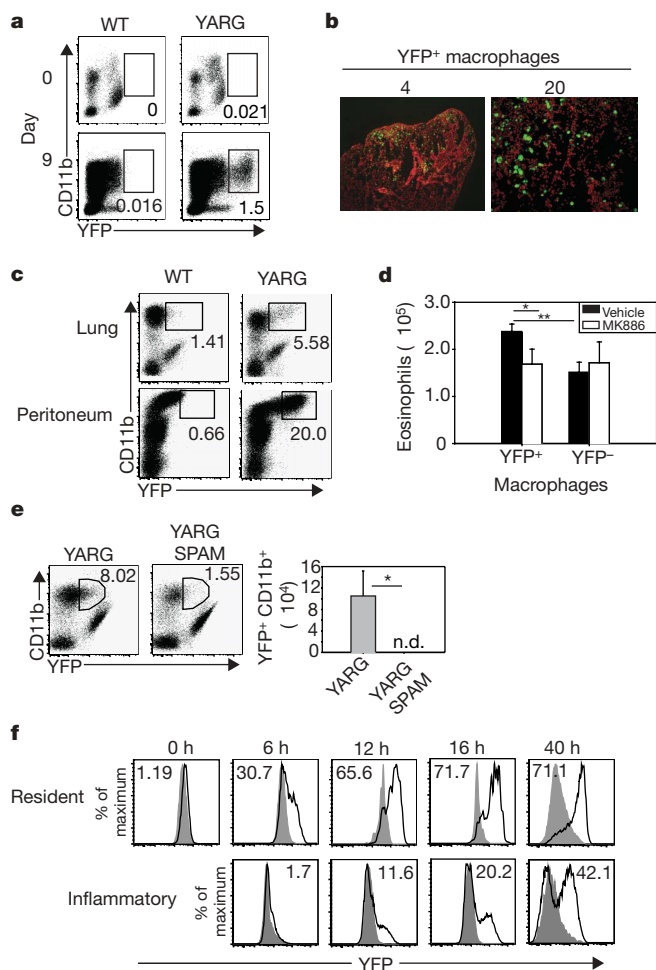 a
WT YARG
0
0 0.021
Day
9
CD11b
0.016 1.5
YFP
b
YFP+ macrophages
4 20
c
WT YARG
Lung
1.41 5.58
Peritoneum
CD11b
0.66 20.0
YFP
d
Vehicle
MK886
*
**
3.0
2.0
1.0
0
Eosinophils ( 10⁵)
YFP⁺ YFP⁻
Macrophages
e
YARG YARG SPAM
8.02 1.55
CD11b
YFP
YFP⁺ CD11b⁺
( 10⁴)
16
12
8
4
0
*
n.d.
YARG
YARG
SPAM
f
0 h 6 h 12 h 16 h 40 h
Resident
% of
maximum
1.19 30.7 65.6 71.7 71.1
Inflammatory
% of
maximum
1.7 11.6 20.2 42.1
YFP